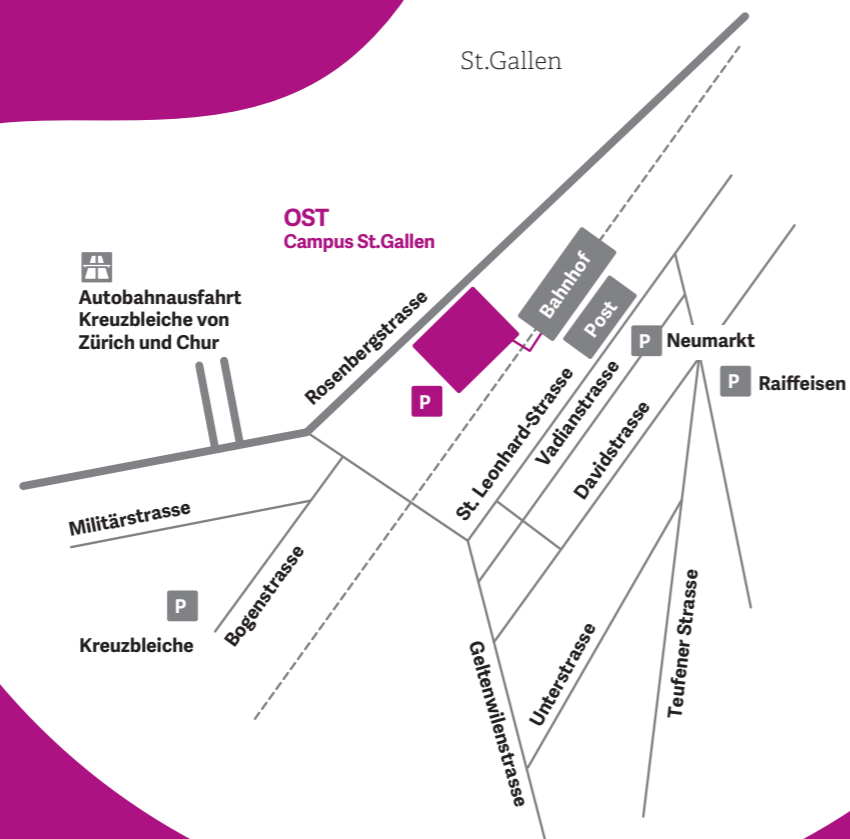 St.Gallen
OST
Campus St.Gallen
Autobahnausfahrt
Kreuzbleiche von
Zürich und Chur
Rosenbergstrasse
Bahnhof
Post
P
Neumarkt
P
Raiffeisen
P
St. Leonhard-Strasse
Vadianstrasse
Davidstrasse
Militärstrasse
Bogenstrasse
P
Kreuzbleiche
Geltenwilenstrasse
Unterstrasse
Teufener Strasse